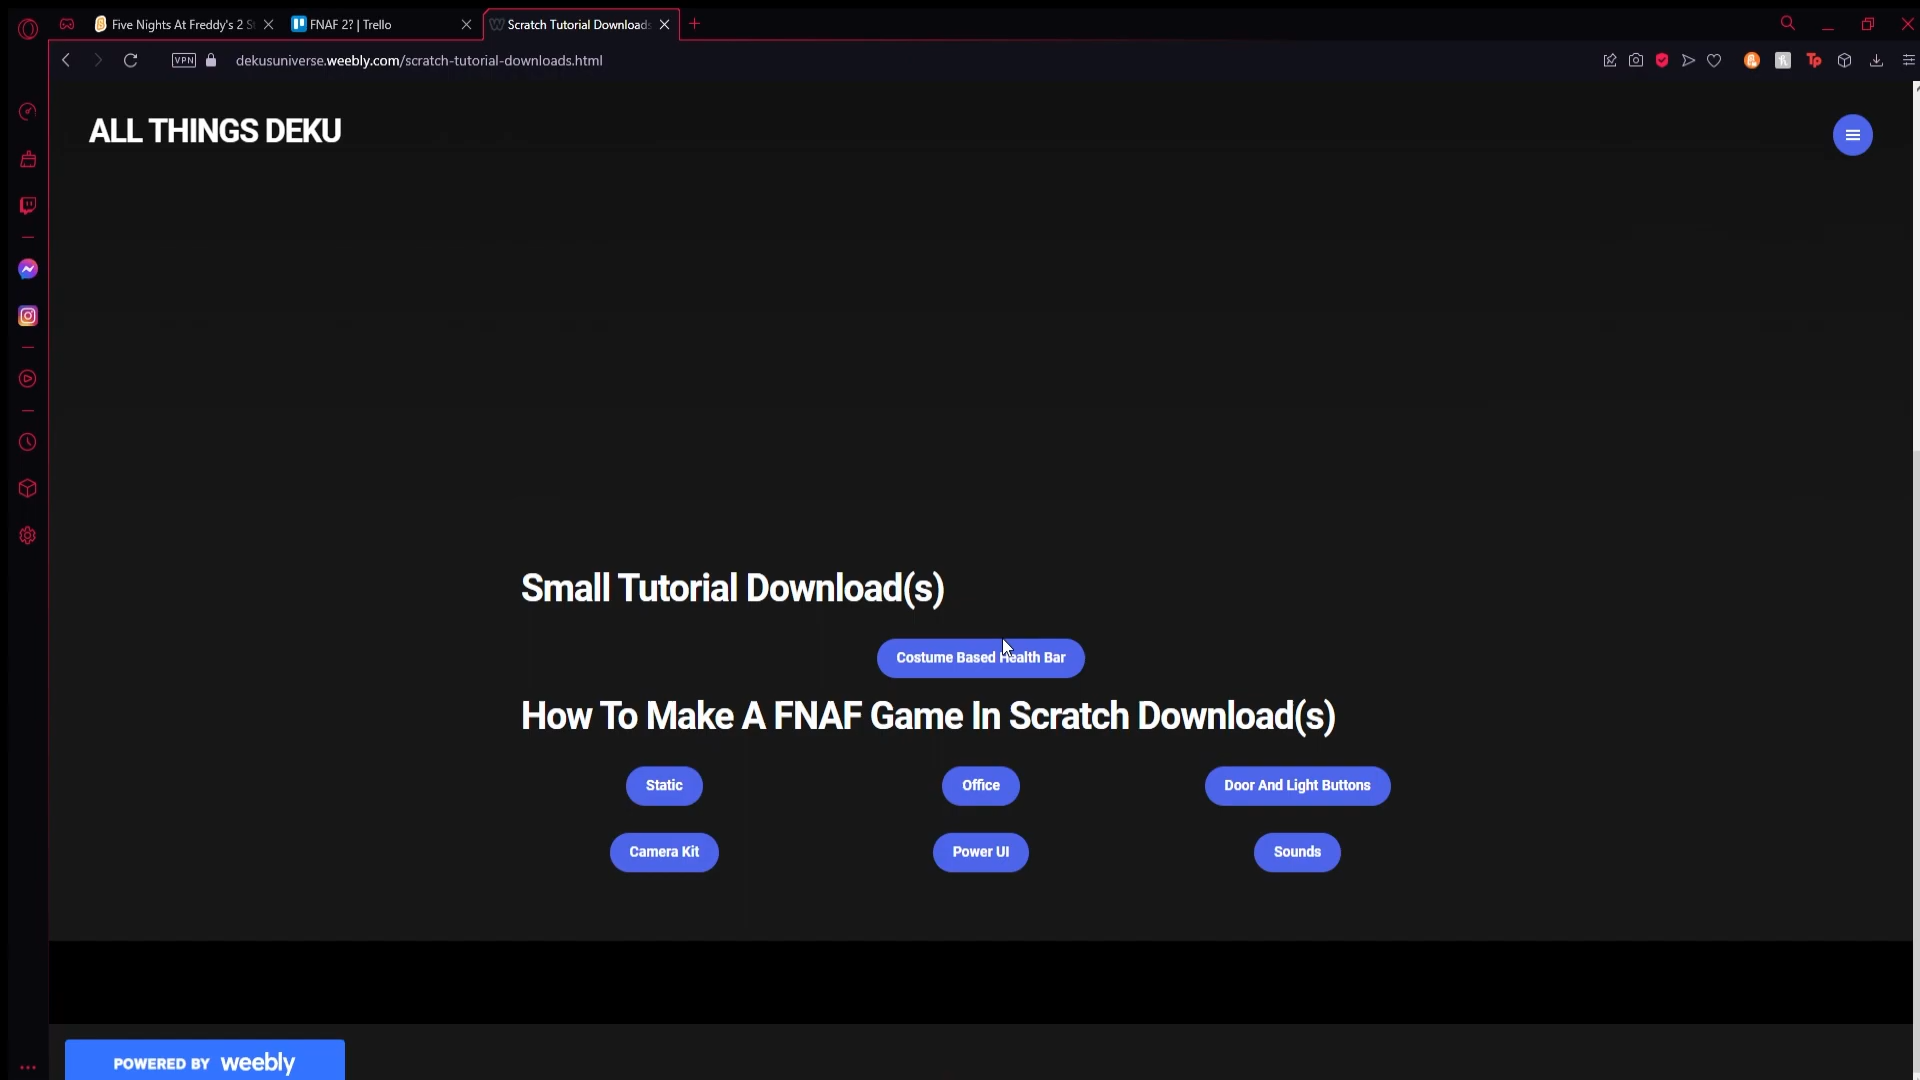 Five Nights At Freddy's 2
FNAF 2? | Trello
Scratch Tutorial Downloads
VPN
dekusuniverse.weebly.com/scratch-tutorial-downloads.html
Tp
ALL THINGS DEKU
Small Tutorial Download(s)
Costume Based Health Bar
How To Make A FNAF Game In Scratch Download(s)
Static
Office
Door And Light Buttons
Camera Kit
Power UI
Sounds
POWERED BY weebly